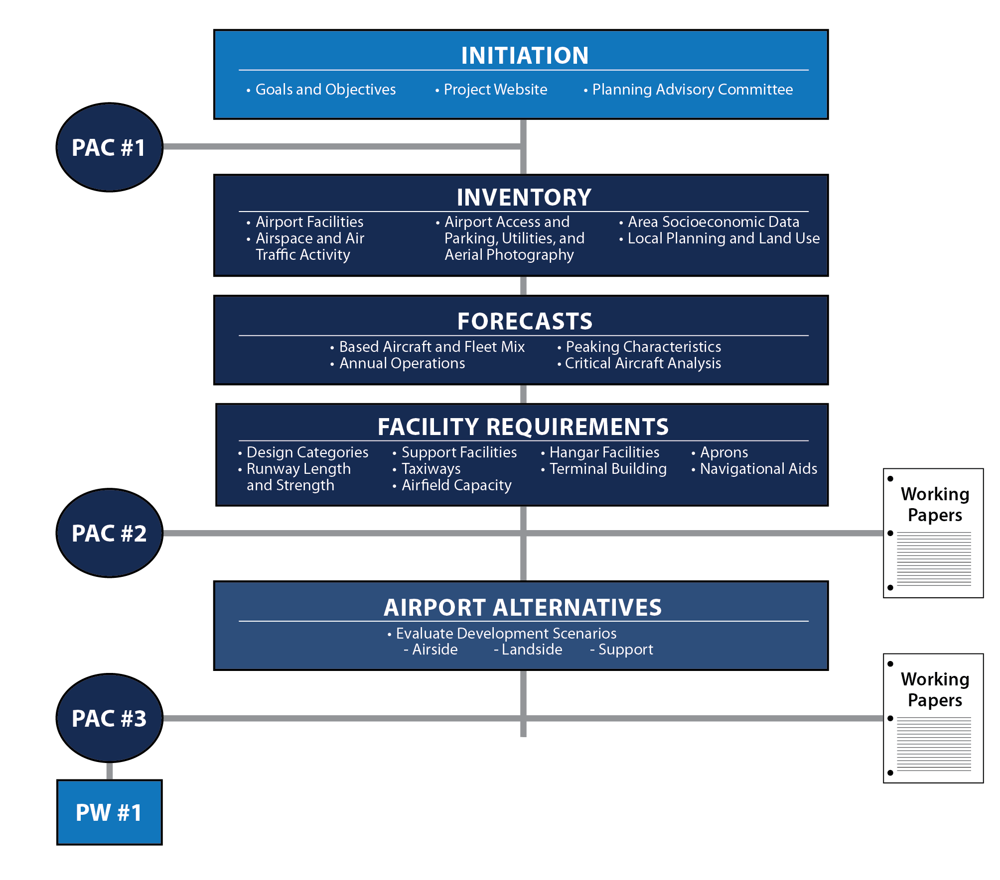 INITIATION
• Goals and Objectives • Project Website • Planning Advisory Committee
PAC #1
INVENTORY
• Airport Facilities • Airport Access and • Area Socioeconomic Data
• Airspace and Air Parking, Utilities, and • Local Planning and Land Use
Traffic Activity Aerial Photography
FORECASTS
• Based Aircraft and Fleet Mix • Peaking Characteristics
• Annual Operations • Critical Aircraft Analysis
FACILITY REQUIREMENTS
• Design Categories • Support Facilities • Hangar Facilities • Aprons
• Runway Length • Taxiways • Terminal Building • Navigational Aids
and Strength • Airfield Capacity
Working
Papers
PAC #2
AIRPORT ALTERNATIVES
• Evaluate Development Scenarios
- Airside - Landside - Support
Working
Papers
PAC #3
PW #1